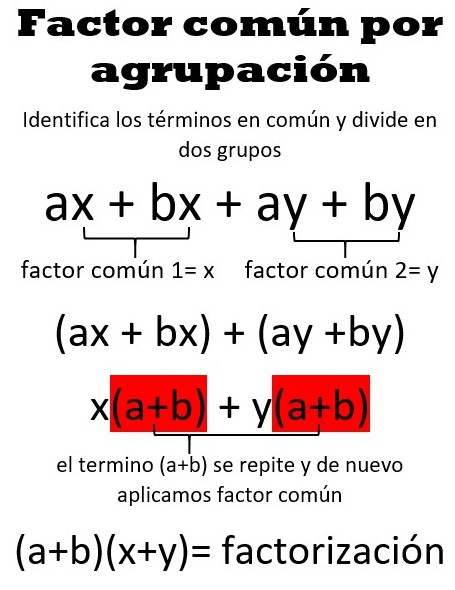 Factor común por
agrupación
Identifica los términos en común y divide en
dos grupos
ax + bx + ay + by
factor común 1= x factor común 2= y
(ax + bx) + (ay +by)
x(a+b) + y(a+b)
el termino (a+b) se repite y de nuevo
aplicamos factor común
(a+b)(x+y)= factorización